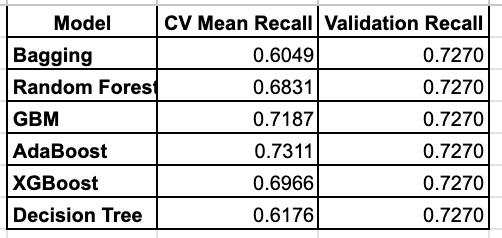 Model CV Mean Recall Validation Recall
Bagging 0.6049 0.7270
Random Forest 0.6831 0.7270
GBM 0.7187 0.7270
AdaBoost 0.7311 0.7270
XGBoost 0.6966 0.7270
Decision Tree 0.6176 0.7270